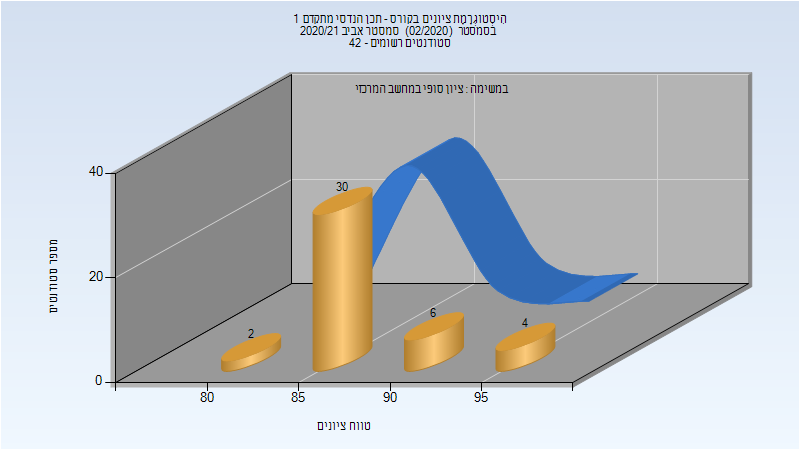 היסטוגרמת ציונים בקורס - תכן הנדסי מתקדם 1
בסמסטר (02/2020) סמסטר אביב 2020/21
סטודנטים רשומים - 42
במשימה : ציון סופי במחשב המרכזי
מספר סטודנטים
40
20
0
2
30
6
4
80
85
90
95
טווח ציונים